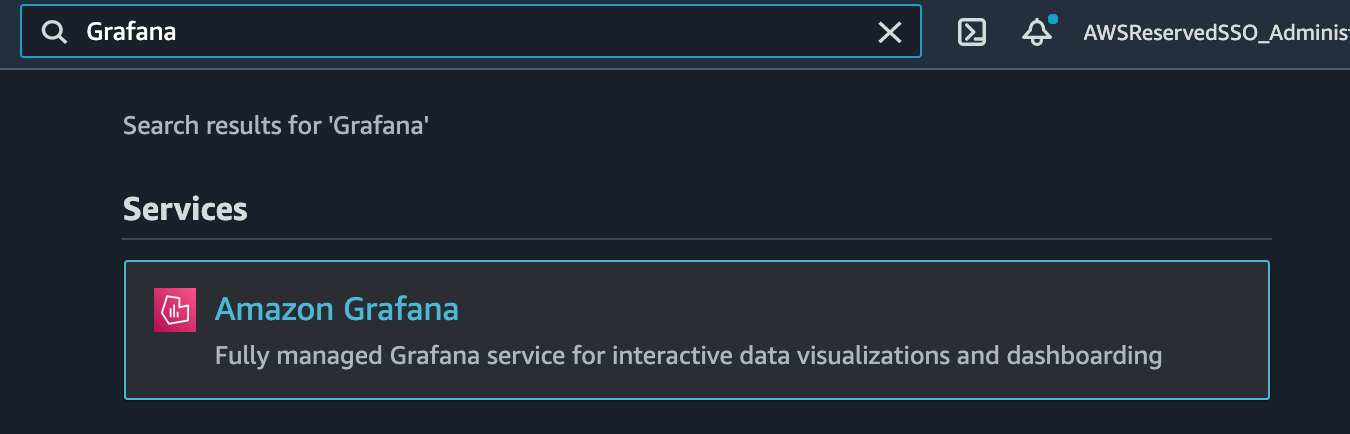 Grafana
AWSReservedSSO_Adminis
Search results for 'Grafana'
Services
Amazon Grafana
Fully managed Grafana service for interactive data visualizations and dashboarding